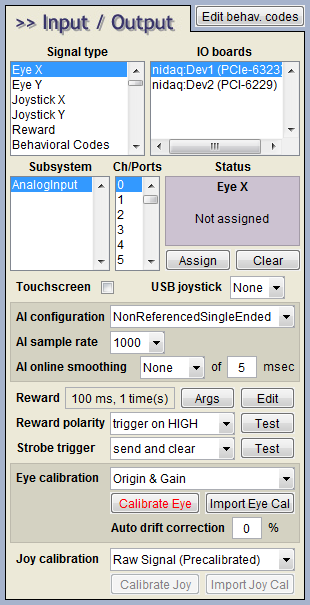 >> Input / Output
Edit behav. codes
Signal type
IO boards
Eye X
Eye Y
Joystick X
Joystick Y
Reward
Behavioral Codes
nidaq:Dev1 (PCIe-6323)
nidaq:Dev2 (PCI-6229)
Subsystem
Ch/Ports
Status
AnalogInput
0
1
2
3
4
5
Eye X
Not assigned
Assign
Clear
Touchscreen
USB joystick
None
AI configuration
NonReferencedSingleEnded
AI sample rate
1000
AI online smoothing
None
of
5
msec
Reward
100 ms, 1 time(s)
Args
Edit
Reward polarity
trigger on HIGH
Test
Strobe trigger
send and clear
Test
Eye calibration
Origin & Gain
Calibrate Eye
Import Eye Cal
Auto drift correction
0
%
Joy calibration
Raw Signal (Precalibrated)
Calibrate Joy
Import Joy Cal